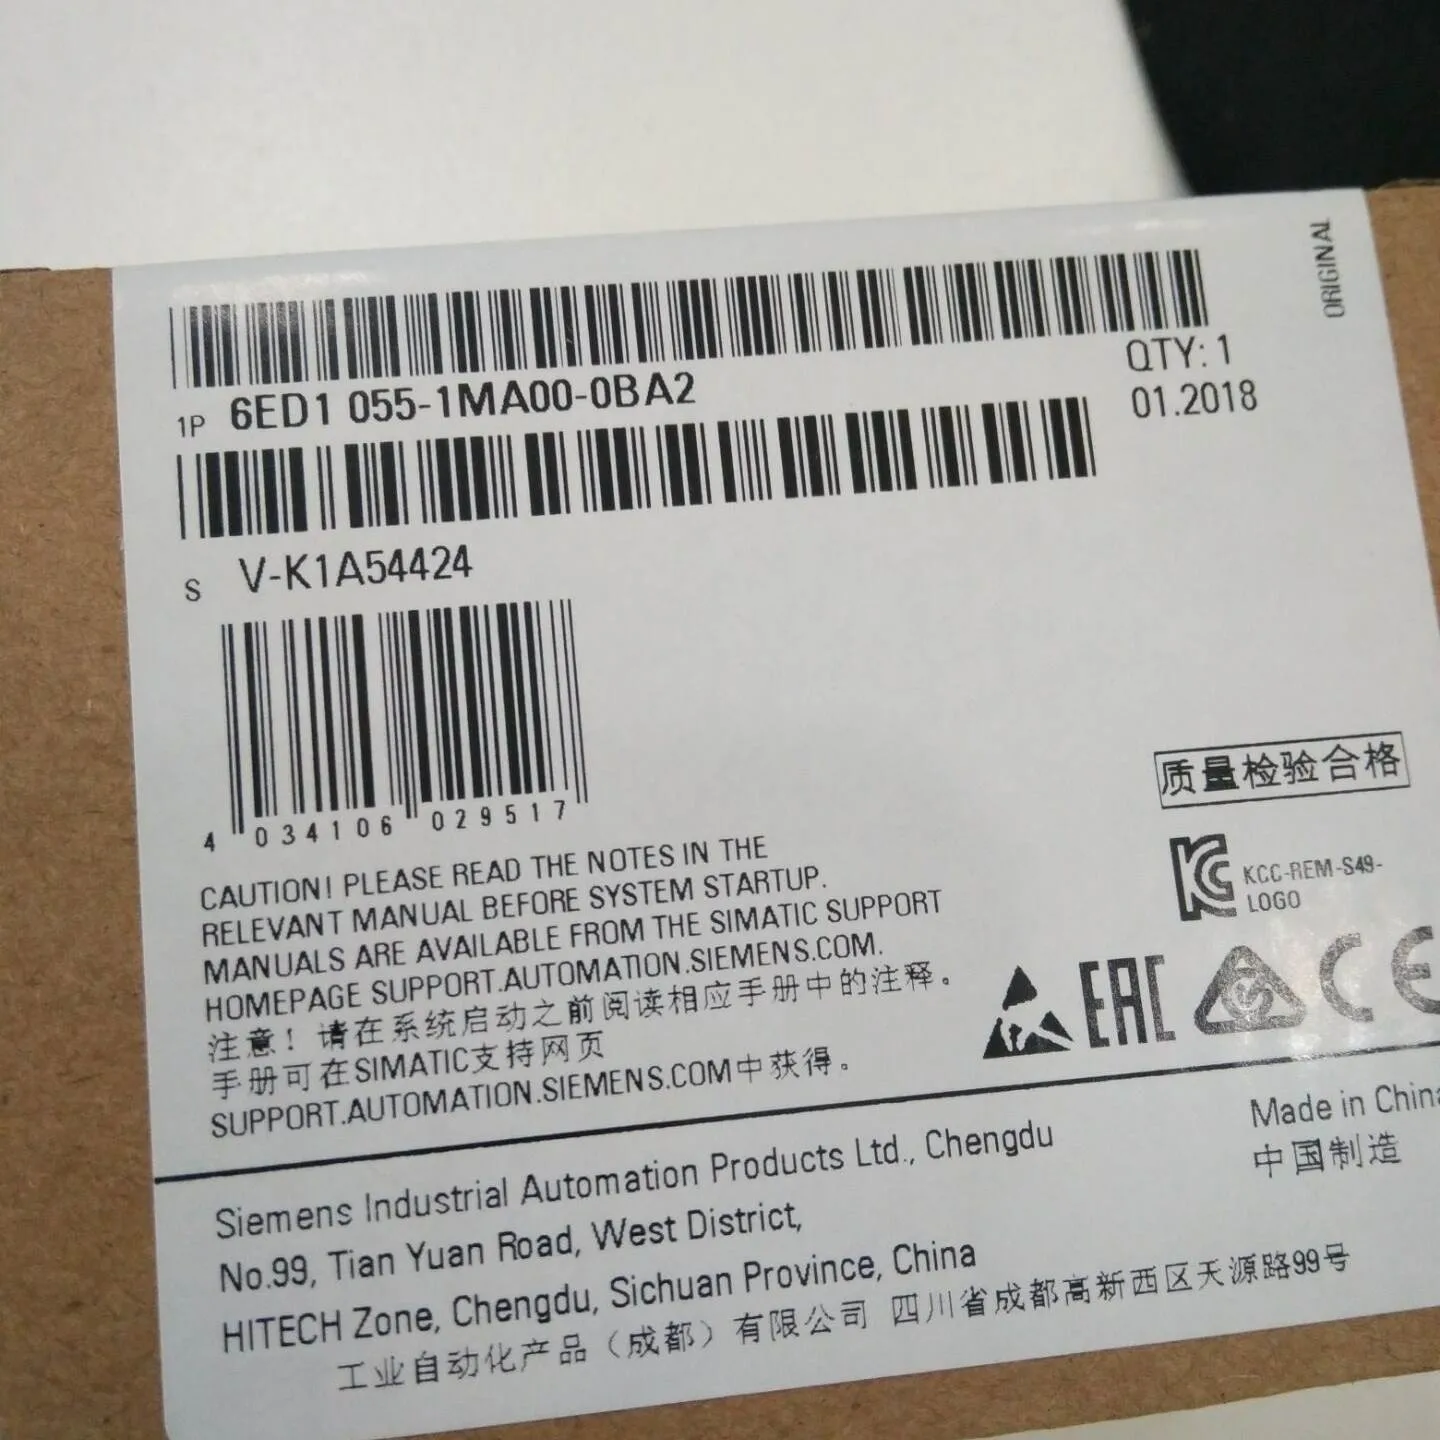 ORIGINAL
QTY: 1
1P 6ED1 055-1MA00-0BA2
01.2018
S V-K1A54424
4 034106 029517
质量检验合格
KCC-REM-S49-
LOGO
CAUTION! PLEASE READ THE NOTES IN THE
RELEVANT MANUAL BEFORE SYSTEM STARTUP.
MANUALS ARE AVAILABLE FROM THE SIMATIC SUPPORT
HOMEPAGE SUPPORT.AUTOMATION.SIEMENS.COM.
注意！请在系统启动之前阅读相应手册中的注释。
手册可在SIMATIC支持网页
SUPPORT.AUTOMATION.SIEMENS.COM中获得。
EAC CE
Made in China
中国制造
Siemens Industrial Automation Products Ltd., Chengdu
No.99, Tian Yuan Road, West District,
HITECH Zone, Chengdu, Sichuan Province, China
工业自动化产品（成都）有限公司 四川省成都高新西区天源路99号